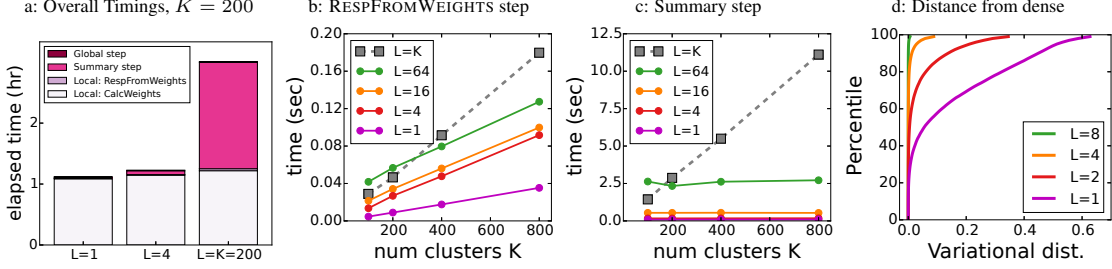 a: Overall Timings, K = 200
elapsed time (hr)
2
1
0
Global step
Summary step
Local: RespFromWeights
Local: CalcWeights
L=1
L=4
L=K=200
b: RESPFROMWEIGHTS step
time (sec)
0.20
0.16
0.12
0.08
0.04
0.00
L=K
L=64
L=16
L=4
L=1
200
400
600
800
num clusters K
c: Summary step
time (sec)
12.5
10.0
7.5
5.0
2.5
0.0
L=K
L=64
L=16
L=4
L=1
200
400
600
800
num clusters K
d: Distance from dense
Percentile
100
80
60
40
20
0
L=8
L=4
L=2
L=1
0.0
0.2
0.4
0.6
Variational dist.